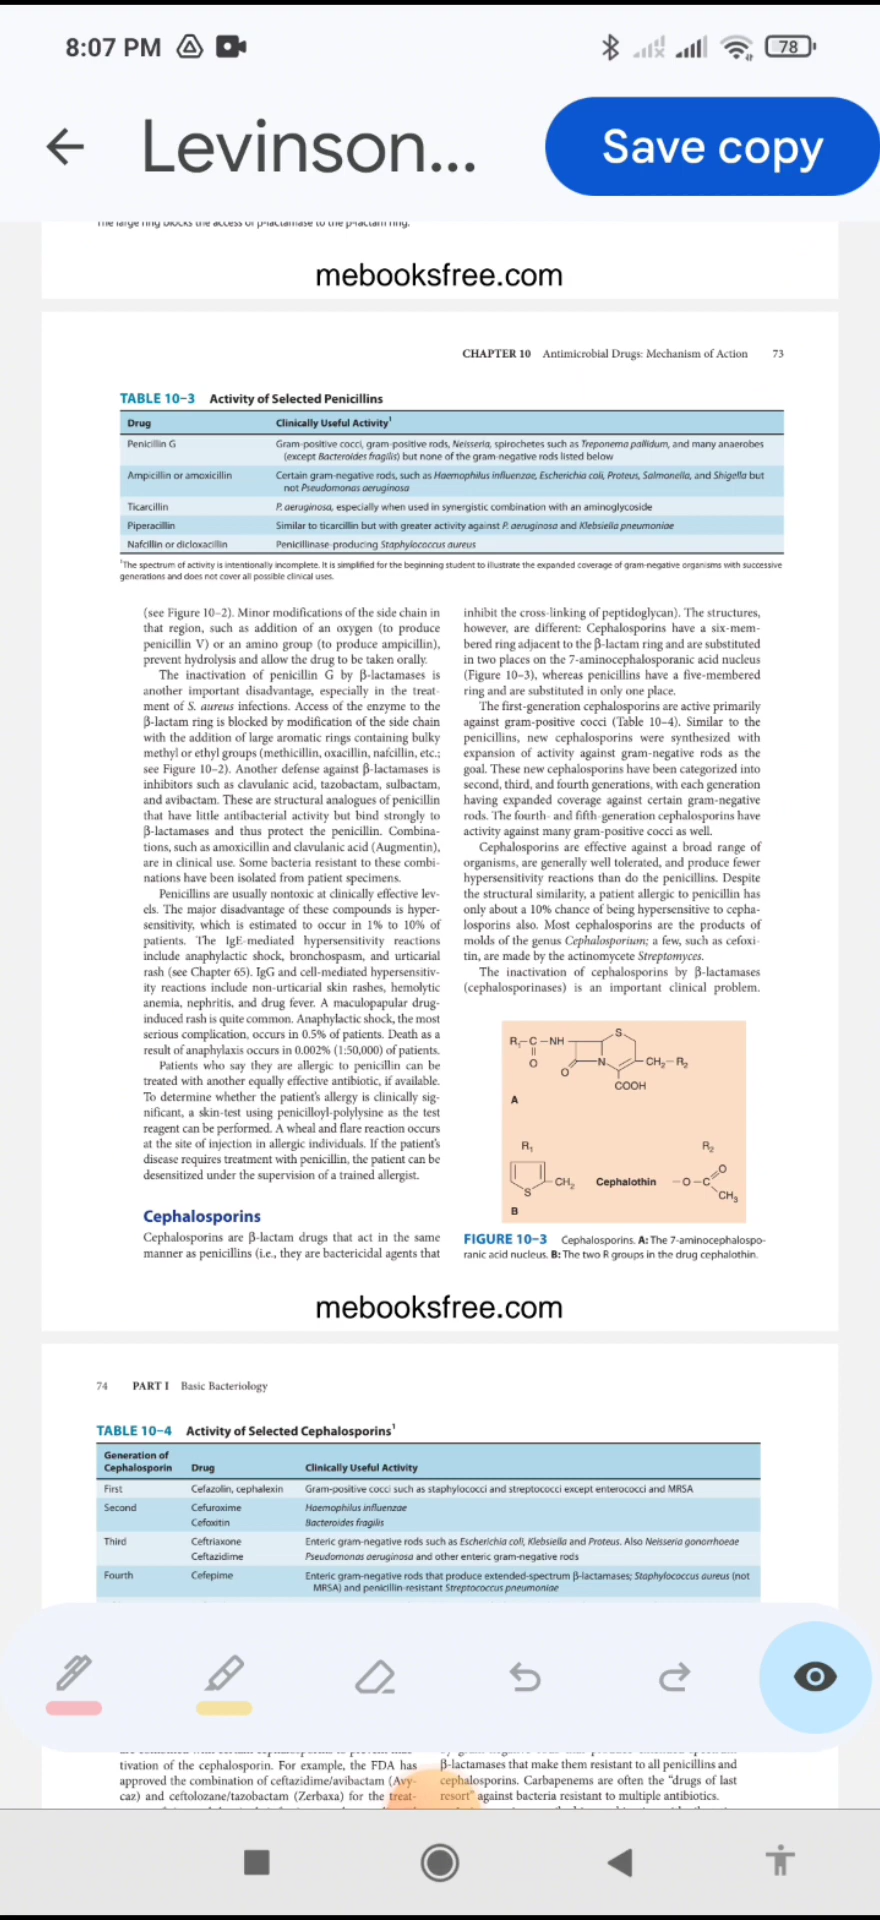 8:07 PM
78
Levinson...
Save copy
The large ring blocks the access of β-lactamase to the β-lactam ring.
mebooksfree.com
CHAPTER 10 Antimicrobial Drugs: Mechanism of Action 73
TABLE 10–3 Activity of Selected Penicillins
Drug Clinically Useful Activity¹
Penicillin G Gram-positive cocci, gram-positive rods, Neisseria, spirochetes such as Treponema pallidum, and many anaerobes
(except Bacteroides fragilis) but none of the gram-negative rods listed below
Ampicillin or amoxicillin Certain gram-negative rods, such as Haemophilus influenzae, Escherichia coli, Proteus, Salmonella, and Shigella but
not Pseudomonas aeruginosa
Ticarcillin P. aeruginosa, especially when used in synergistic combination with an aminoglycoside
Piperacillin Similar to ticarcillin but with greater activity against P. aeruginosa and Klebsiella pneumoniae
Nafcillin or dicloxacillin Penicillinase-producing Staphylococcus aureus
¹The spectrum of activity is intentionally incomplete. It is simplified for the beginning student to illustrate the expanded coverage of gram-negative organisms with successive
generations and does not cover all possible clinical uses.
(see Figure 10–2). Minor modifications of the side chain in
that region, such as addition of an oxygen (to produce
penicillin V) or an amino group (to produce ampicillin),
prevent hydrolysis and allow the drug to be taken orally.
The inactivation of penicillin G by β-lactamases is
another important disadvantage, especially in the treat-
ment of S. aureus infections. Access of the enzyme to the
β-lactam ring is blocked by modification of the side chain
with the addition of large aromatic rings containing bulky
methyl or ethyl groups (methicillin, oxacillin, nafcillin, etc.;
see Figure 10–2). Another defense against β-lactamases is
inhibitors such as clavulanic acid, tazobactam, sulbactam,
and avibactam. These are structural analogues of penicillin
that have little antibacterial activity but bind strongly to
β-lactamases and thus protect the penicillin. Combina-
tions, such as amoxicillin and clavulanic acid (Augmentin),
are in clinical use. Some bacteria resistant to these combi-
nations have been isolated from patient specimens.
Penicillins are usually nontoxic at clinically effective lev-
els. The major disadvantage of these compounds is hyper-
sensitivity, which is estimated to occur in 1% to 10% of
patients. The IgE-mediated hypersensitivity reactions
include anaphylactic shock, bronchospasm, and urticarial
rash (see Chapter 65). IgG and cell-mediated hypersensitiv-
ity reactions include non-urticarial skin rashes, hemolytic
anemia, nephritis, and drug fever. A maculopapular drug-
induced rash is quite common. Anaphylactic shock, the most
serious complication, occurs in 0.5% of patients. Death as a
result of anaphylaxis occurs in 0.002% (1:50,000) of patients.
Patients who say they are allergic to penicillin can be
treated with another equally effective antibiotic, if available.
To determine whether the patient's allergy is clinically sig-
nificant, a skin-test using penicilloyl-polylysine as the test
reagent can be performed. A wheal and flare reaction occurs
at the site of injection in allergic individuals. If the patient's
disease requires treatment with penicillin, the patient can be
desensitized under the supervision of a trained allergist.
Cephalosporins
Cephalosporins are β-lactam drugs that act in the same
manner as penicillins (i.e., they are bactericidal agents that
inhibit the cross-linking of peptidoglycan). The structures,
however, are different: Cephalosporins have a six-mem-
bered ring adjacent to the β-lactam ring and are substituted
in two places on the 7-aminocephalosporanic acid nucleus
(Figure 10–3), whereas penicillins have a five-membered
ring and are substituted in only one place.
The first-generation cephalosporins are active primarily
against gram-positive cocci (Table 10–4). Similar to the
penicillins, new cephalosporins were synthesized with
expansion of activity against gram-negative rods as the
goal. These new cephalosporins have been categorized into
second, third, and fourth generations, with each generation
having expanded coverage against certain gram-negative
rods. The fourth- and fifth-generation cephalosporins have
activity against many gram-positive cocci as well.
Cephalosporins are effective against a broad range of
organisms, are generally well tolerated, and produce fewer
hypersensitivity reactions than do the penicillins. Despite
the structural similarity, a patient allergic to penicillin has
only about a 10% chance of being hypersensitive to cepha-
losporins also. Most cephalosporins are the products of
molds of the genus Cephalosporium; a few, such as cefoxi-
tin, are made by the actinomycete Streptomyces.
The inactivation of cephalosporins by β-lactamases
(cephalosporinases) is an important clinical problem.
S
R₁–C–NH
O O N CH₂–R₂
COOH
A
R₁ R₂
S CH₂ Cephalothin –O–C O CH₃
B
FIGURE 10–3 Cephalosporins. A: The 7-aminocephalospo-
ranic acid nucleus. B: The two R groups in the drug cephalothin.
mebooksfree.com
74 PART I Basic Bacteriology
TABLE 10–4 Activity of Selected Cephalosporins¹
Generation of
Cephalosporin Drug Clinically Useful Activity
First Cefazolin, cephalexin Gram-positive cocci such as staphylococci and streptococci except enterococci and MRSA
Second Cefuroxime Haemophilus influenzae
Cefoxitin Bacteroides fragilis
Third Ceftriaxone Enteric gram-negative rods such as Escherichia coli, Klebsiella and Proteus. Also Neisseria gonorrhoeae
Ceftazidime Pseudomonas aeruginosa and other enteric gram-negative rods
Fourth Cefepime Enteric gram-negative rods that produce extended-spectrum β-lactamases; Staphylococcus aureus (not
MRSA) and penicillin-resistant Streptococcus pneumoniae
tivation of the cephalosporin. For example, the FDA has
approved the combination of ceftazidime/avibactam (Avy-
caz) and ceftolozane/tazobactam (Zerbaxa) for the treat-
β-lactamases that make them resistant to all penicillins and
cephalosporins. Carbapenems are often the "drugs of last
resort" against bacteria resistant to multiple antibiotics.